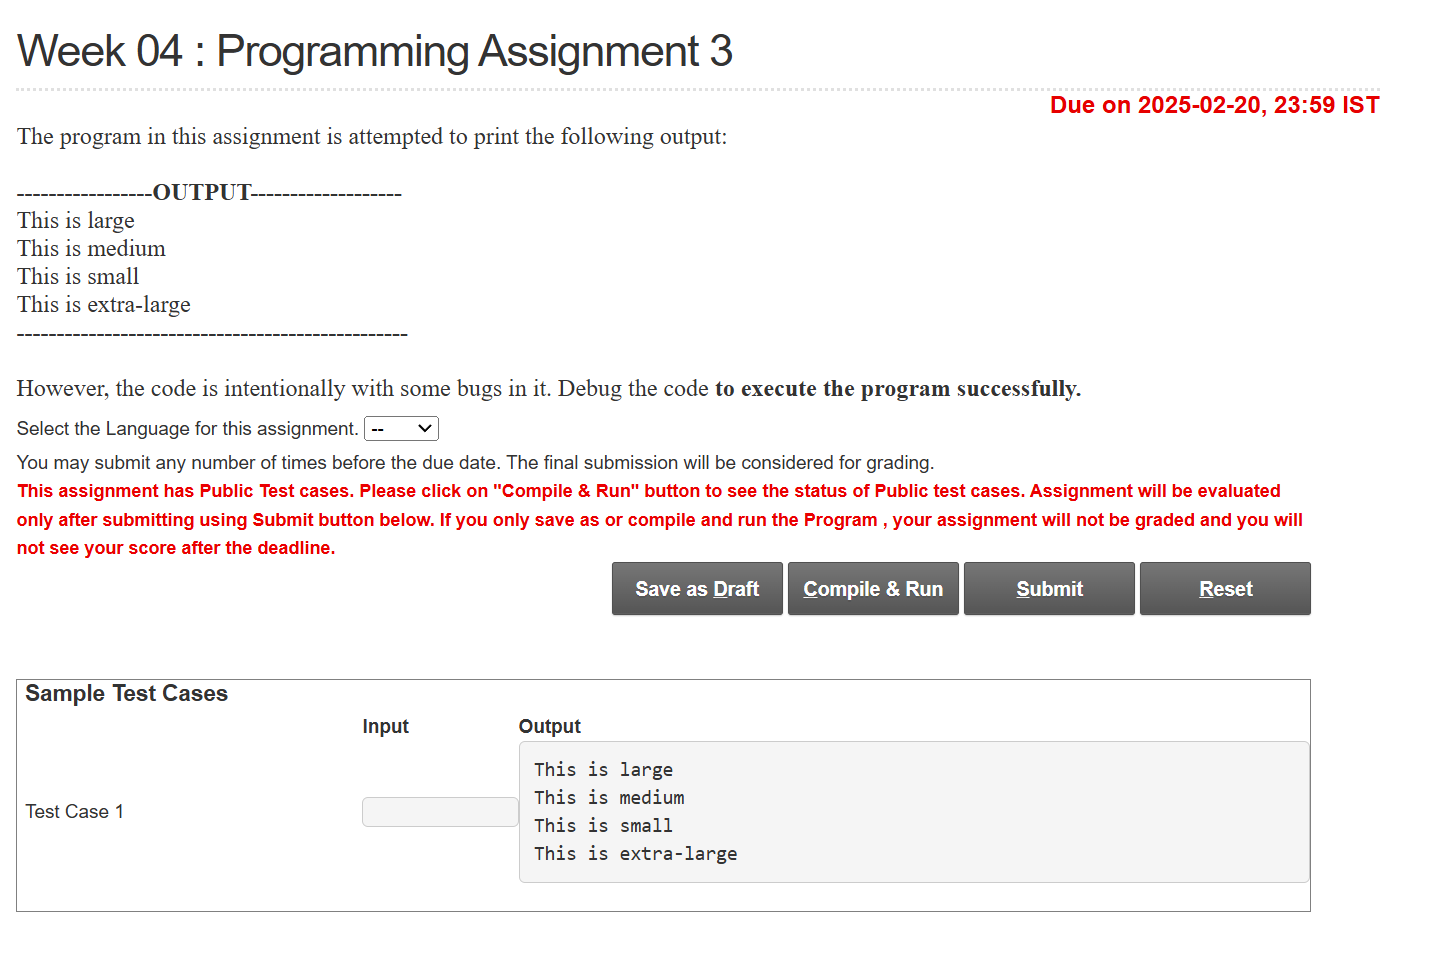 Week 04 : Programming Assignment 3
Due on 2025-02-20, 23:59 IST
The program in this assignment is attempted to print the following output:
-----------------OUTPUT-------------------
This is large
This is medium
This is small
This is extra-large
-------------------------------------------------
However, the code is intentionally with some bugs in it. Debug the code to execute the program successfully.
Select the Language for this assignment. --
You may submit any number of times before the due date. The final submission will be considered for grading.
This assignment has Public Test cases. Please click on "Compile & Run" button to see the status of Public test cases. Assignment will be evaluated
only after submitting using Submit button below. If you only save as or compile and run the Program , your assignment will not be graded and you will
not see your score after the deadline.
Save as Draft Compile & Run Submit Reset
Sample Test Cases
Input Output
This is large
This is medium
Test Case 1
This is small
This is extra-large